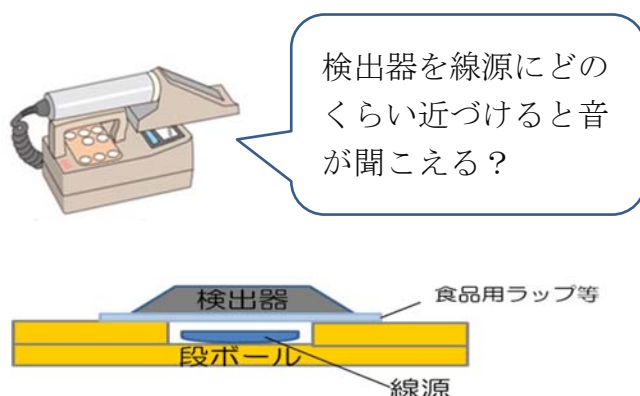 検出器を線源にどの
くらい近づけると音
が聞こえる？
検出器
食品用ラップ等
段ボール
線源